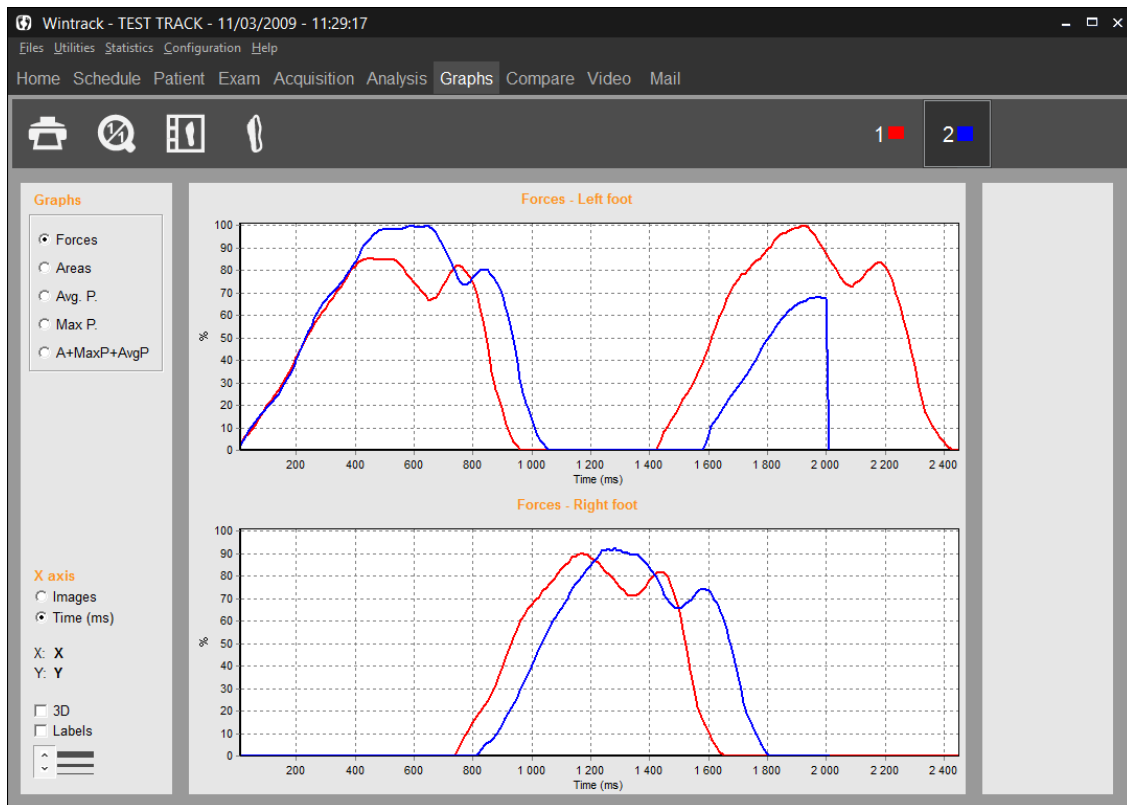 Wintrack - TEST TRACK - 11/03/2009 - 11:29:17
Files Utilities Statistics Configuration Help
Home Schedule Patient Exam Acquisition Analysis Graphs Compare Video Mail
1/1
1 2
Graphs
Forces
Areas
Avg. P.
Max P.
A+MaxP+AvgP
X axis
Images
Time (ms)
X: X
Y: Y
3D
Labels
Forces - Left foot
100
90
80
70
60
50
40
30
20
10
0
%
200 400 600 800 1 000 1 200 1 400 1 600 1 800 2 000 2 200 2 400
Time (ms)
Forces - Right foot
100
90
80
70
60
50
40
30
20
10
0
%
200 400 600 800 1 000 1 200 1 400 1 600 1 800 2 000 2 200 2 400
Time (ms)